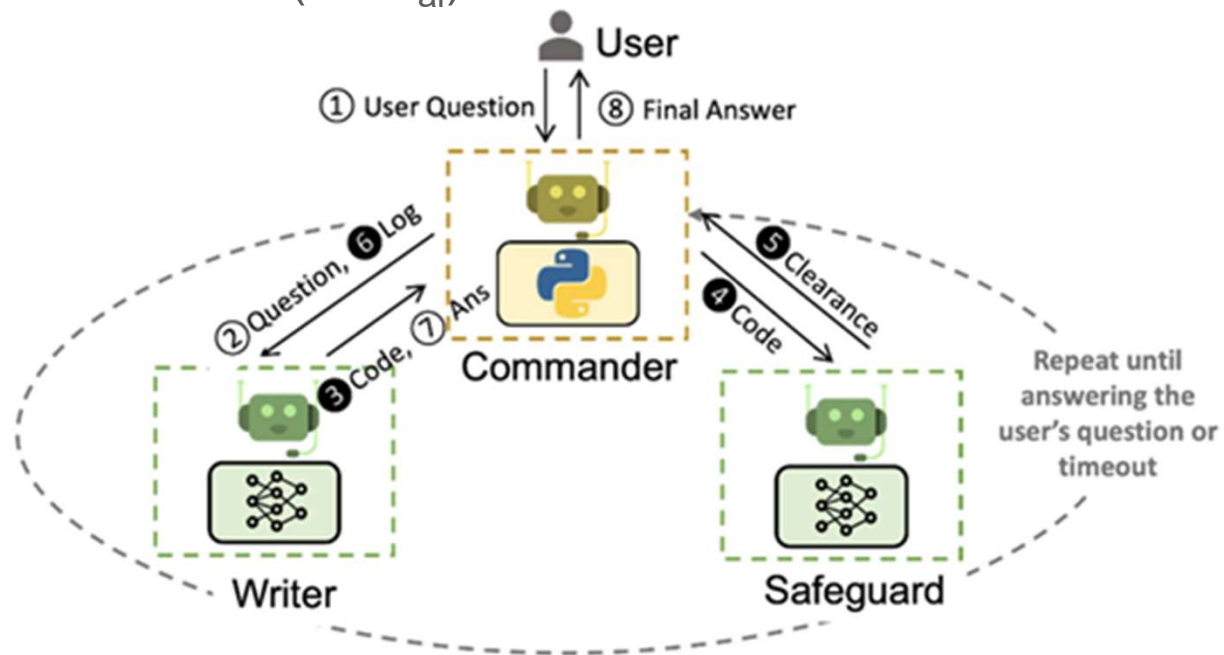 User
① User Question
⑧ Final Answer
② Question, ❻ Log
❸ Code, ⑦ Ans
❺ Clearance
❹ Code
Commander
Repeat until
answering the
user's question or
timeout
Writer
Safeguard